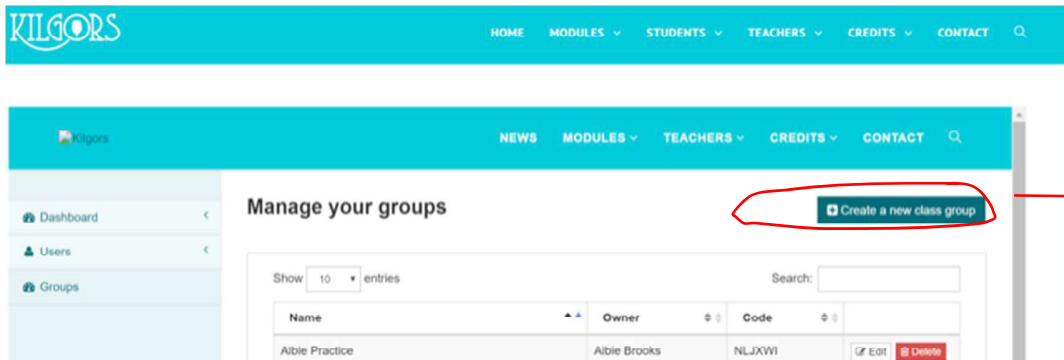 KILGORS
HOME MODULES STUDENTS TEACHERS CREDITS CONTACT
Kilgors NEWS MODULES TEACHERS CREDITS CONTACT
Manage your groups Create a new class group
Dashboard
Users
Groups
Show 10 entries Search:
Name Owner Code
Albie Practice Albie Brooks NLJXWI Edit Delete